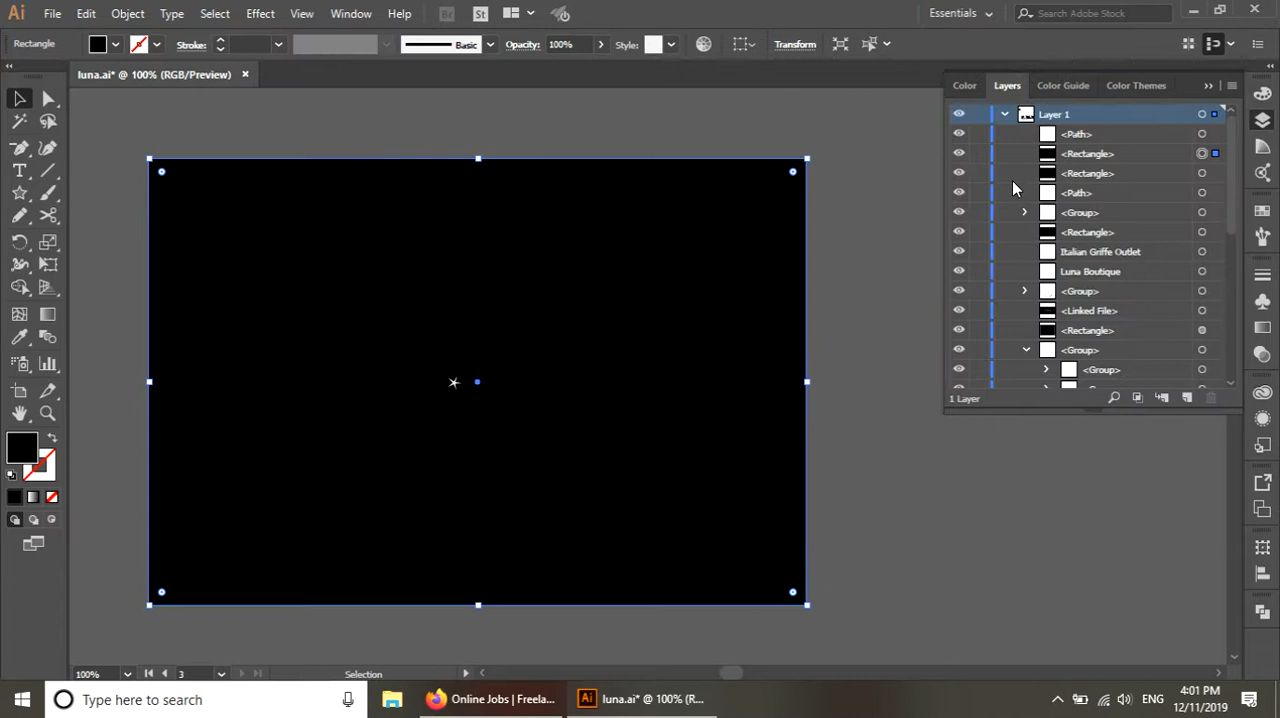 Ai File Edit Object Type Select Effect View Window Help Br St Essentials Search Adobe Stock
Rectangle Stroke: Basic Opacity: 100% Style: Transform
luna.ai* @ 100% (RGB/Preview) ×
Color Layers Color Guide Color Themes
Layer 1
<Path>
<Rectangle>
<Rectangle>
<Path>
<Group>
<Rectangle>
Italian Griffe Outlet
Luna Boutique
<Group>
<Linked File>
<Rectangle>
<Group>
<Group>
1 Layer
100% 3 Selection
Type here to search
Online Jobs | Freela...
Ai luna.ai* @ 100% (R...
ENG
4:01 PM
12/11/2019